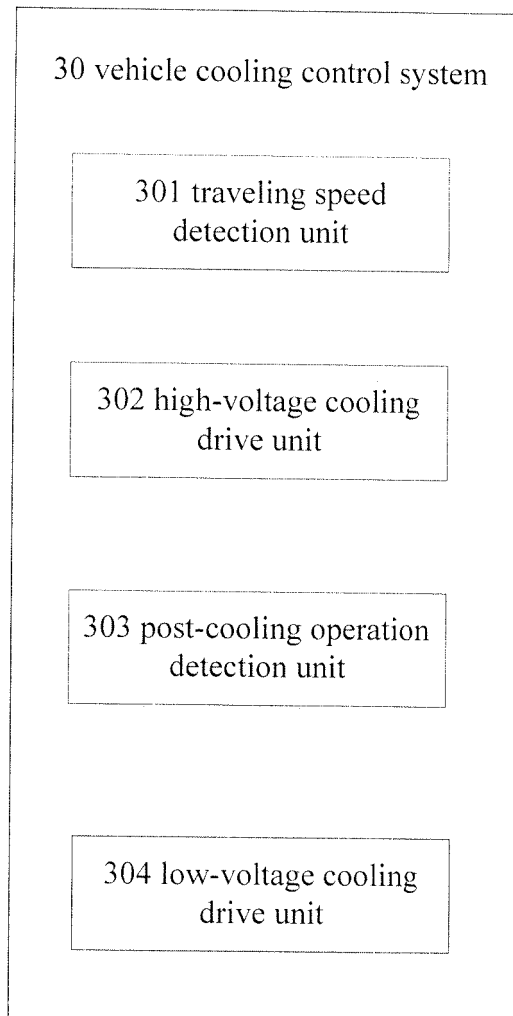 30 vehicle cooling control system
301 traveling speed
detection unit
302 high-voltage cooling
drive unit
303 post-cooling operation
detection unit
304 low-voltage cooling
drive unit